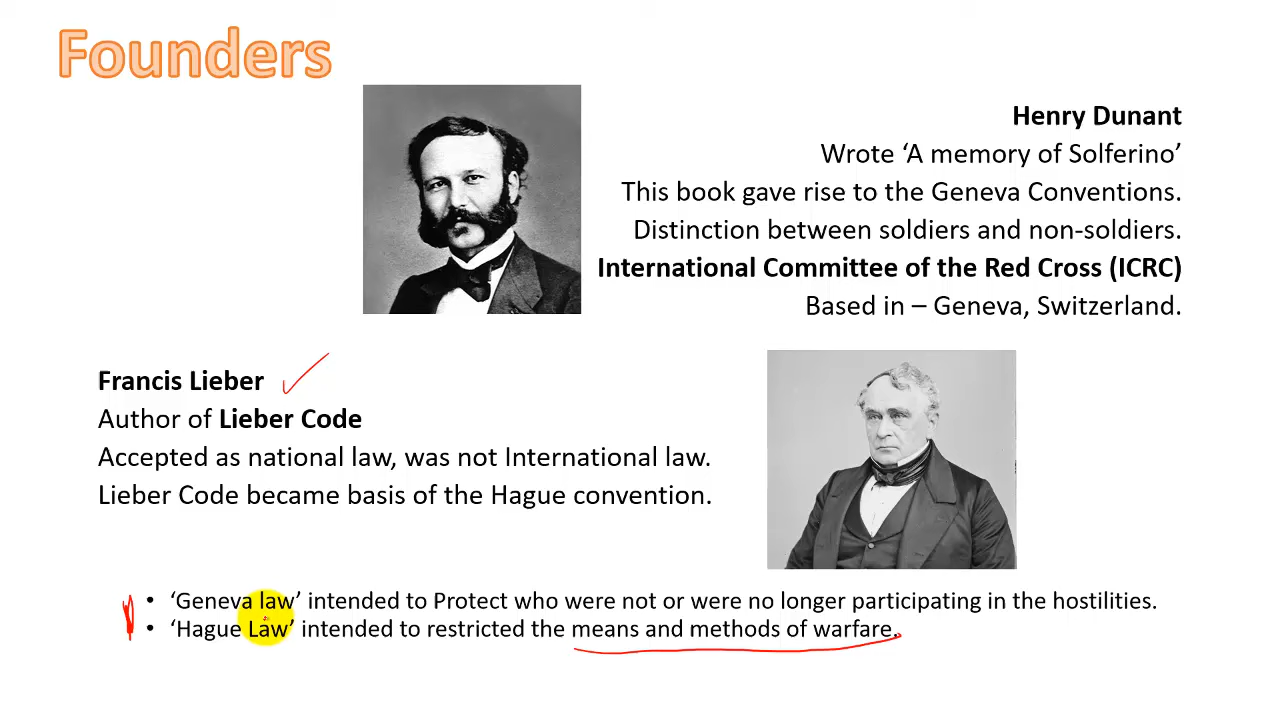 Founders
Henry Dunant
Wrote ‘A memory of Solferino’
This book gave rise to the Geneva Conventions.
Distinction between soldiers and non-soldiers.
International Committee of the Red Cross (ICRC)
Based in – Geneva, Switzerland.
Francis Lieber
Author of Lieber Code
Accepted as national law, was not International law.
Lieber Code became basis of the Hague convention.
• ‘Geneva law’ intended to Protect who were not or were no longer participating in the hostilities.
• ‘Hague Law’ intended to restricted the means and methods of warfare.